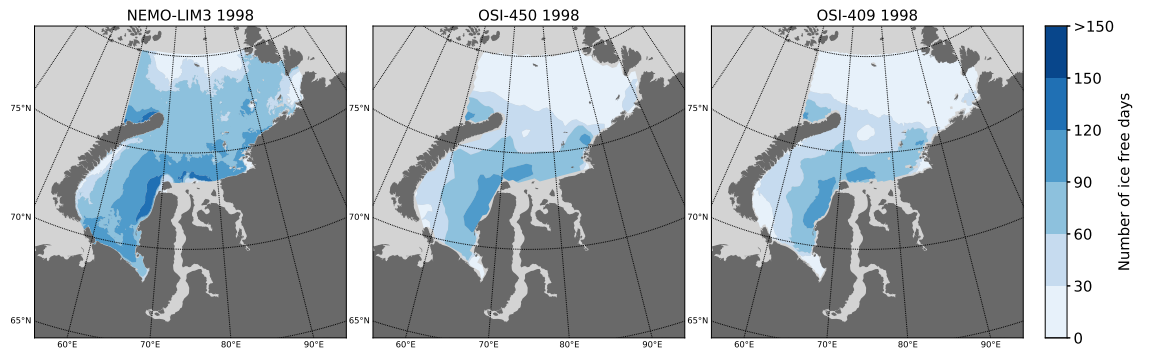 NEMO-LIM3 1998
OSI-450 1998
OSI-409 1998
75°N
70°N
65°N
60°E 70°E 80°E 90°E
75°N
70°N
65°N
60°E 70°E 80°E 90°E
75°N
70°N
65°N
60°E 70°E 80°E 90°E
>150
150
120
90
60
30
0
Number of ice free days